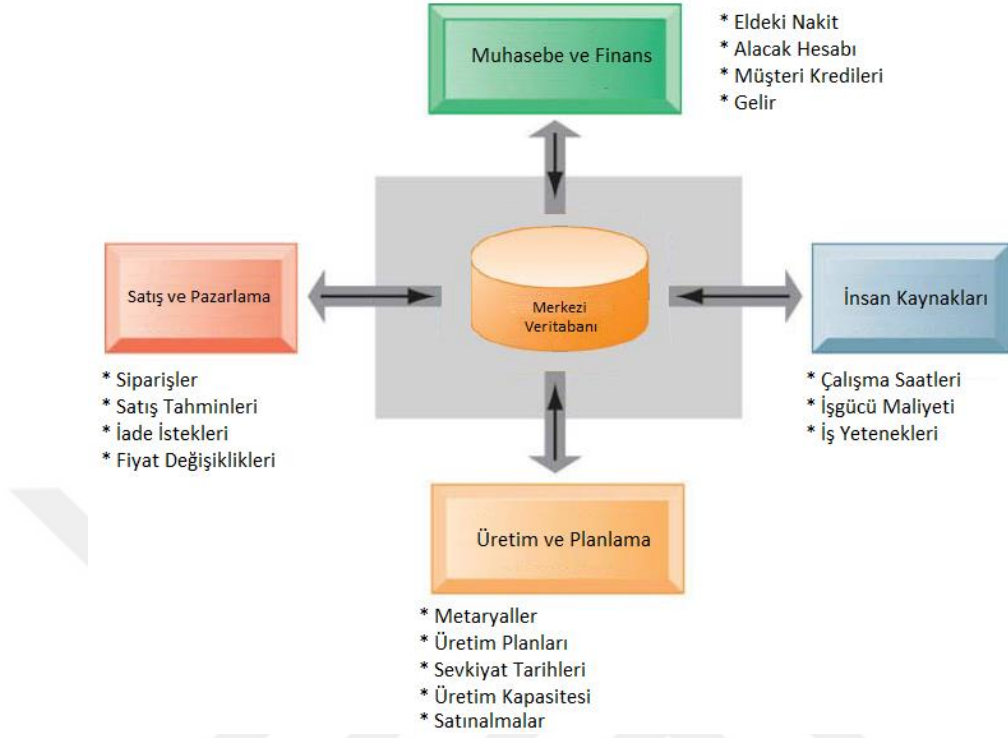 Muhasebe ve Finans
* Eldeki Nakit
* Alacak Hesabı
* Müşteri Kredileri
* Gelir
Satış ve Pazarlama
* Siparişler
* Satış Tahminleri
* İade İstekleri
* Fiyat Değişiklikleri
Merkezi
Veritabanı
İnsan Kaynakları
* Çalışma Saatleri
* İşgücü Maliyeti
* İş Yetenekleri
Üretim ve Planlama
* Metaryaller
* Üretim Planları
* Sevkiyat Tarihleri
* Üretim Kapasitesi
* Satınalmalar